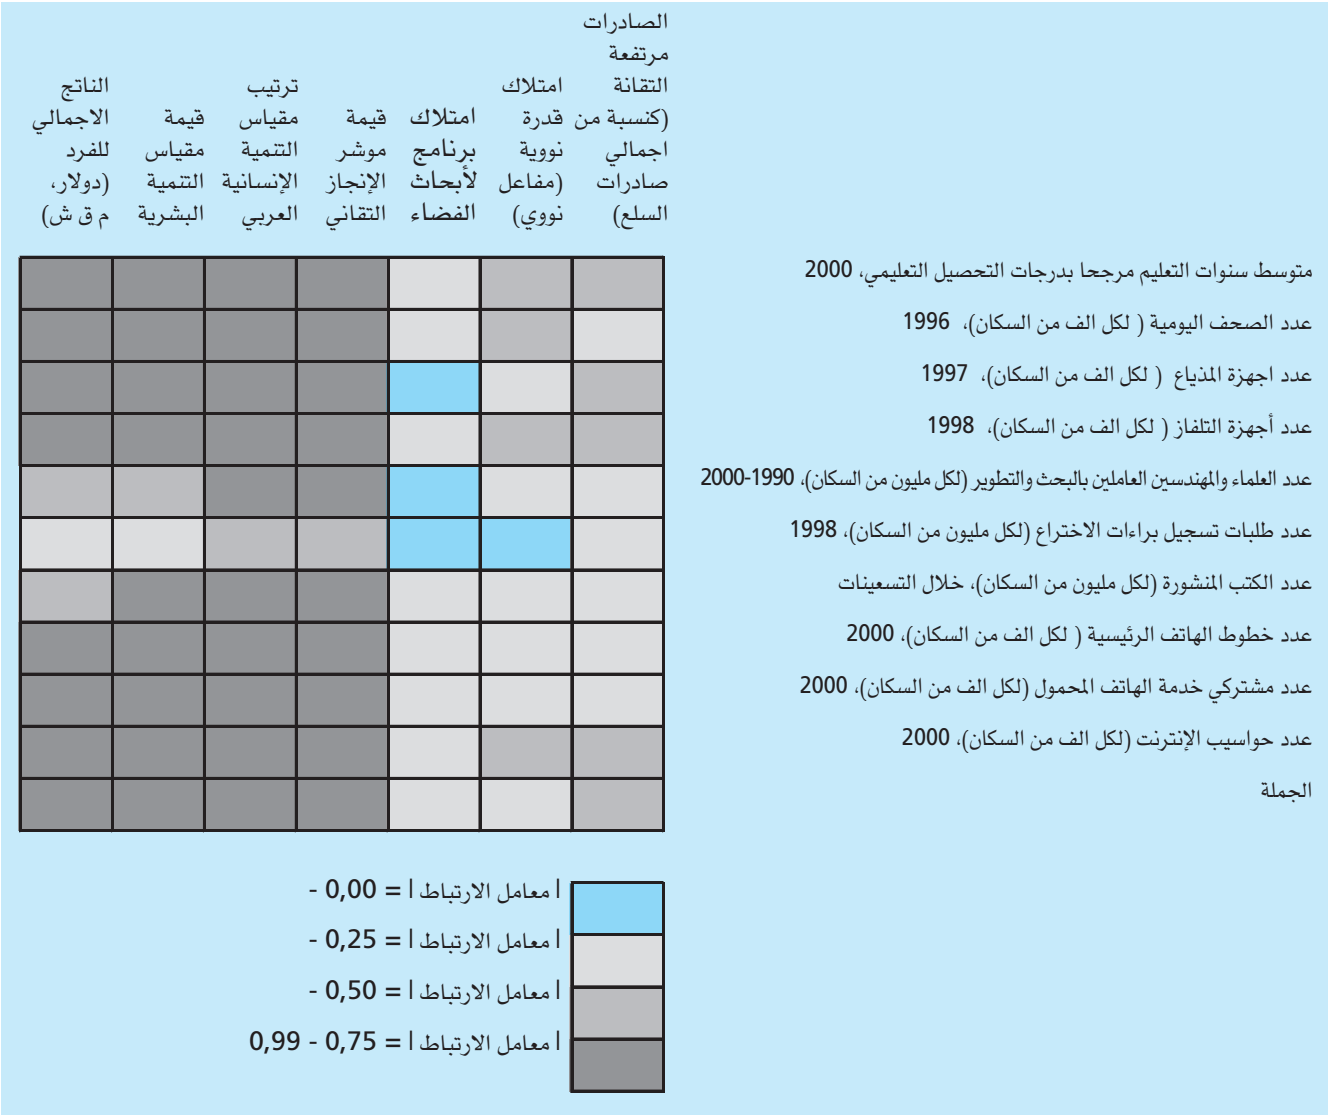 الصادرات
مرتفعة
التقانة
(كنسبة من
اجمالي
صادرات
السلع)
امتلاك
قدرة
نووية
(مفاعل
نووي)
امتلاك
برنامج
لأبحاث
الفضاء
قيمة
موشر
الإنجاز
التقاني
ترتيب
مقياس
التنمية
الإنسانية
العربي
قيمة
مقياس
التنمية
البشرية
الناتج
الاجمالي
للفرد
(دولار،
م ق ش)
متوسط سنوات التعليم مرجحا بدرجات التحصيل التعليمي، 2000
عدد الصحف اليومية ( لكل الف من السكان)، 1996
عدد اجهزة المذياع ( لكل الف من السكان)، 1997
عدد أجهزة التلفاز ( لكل الف من السكان)، 1998
عدد العلماء والمهندسين العاملين بالبحث والتطوير (لكل مليون من السكان)، 1990-2000
عدد طلبات تسجيل براءات الاختراع (لكل مليون من السكان)، 1998
عدد الكتب المنشورة (لكل مليون من السكان)، خلال التسعينات
عدد خطوط الهاتف الرئيسية ( لكل الف من السكان)، 2000
عدد مشتركي خدمة الهاتف المحمول (لكل الف من السكان)، 2000
عدد حواسيب الإنترنت (لكل الف من السكان)، 2000
الجملة
| معامل الارتباط | = 0,00 -
| معامل الارتباط | = 0,25 -
| معامل الارتباط | = 0,50 -
| معامل الارتباط | = 0,75 - 0,99